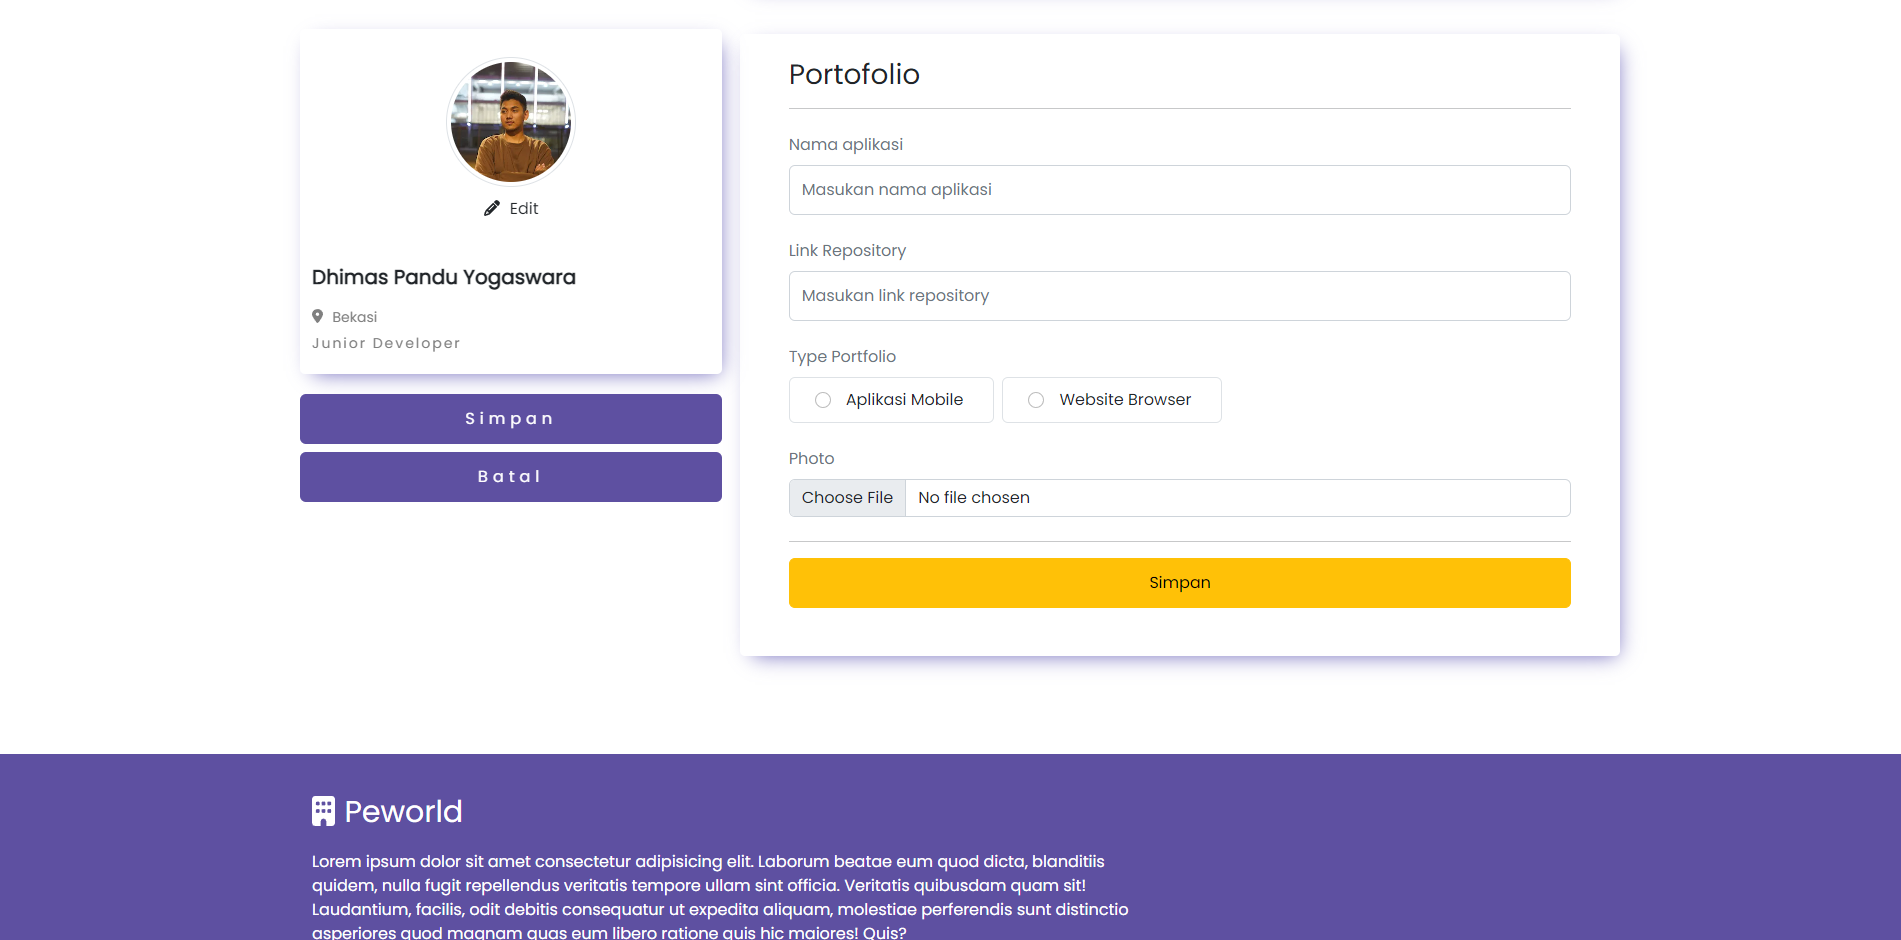 Edit
Dhimas Pandu Yogaswara
Bekasi
Junior Developer
Simpan
Batal
Portofolio
Nama aplikasi
Masukan nama aplikasi
Link Repository
Masukan link repository
Type Portfolio
Aplikasi Mobile
Website Browser
Photo
Choose File No file chosen
Simpan
Peworld
Lorem ipsum dolor sit amet consectetur adipisicing elit. Laborum beatae eum quod dicta, blanditiis
quidem, nulla fugit repellendus veritatis tempore ullam sint officia. Veritatis quibusdam quam sit!
Laudantium, facilis, odit debitis consequatur ut expedita aliquam, molestiae perferendis sunt distinctio
asperiores quod magnam quas eum libero ratione quis hic maiores! Quis?